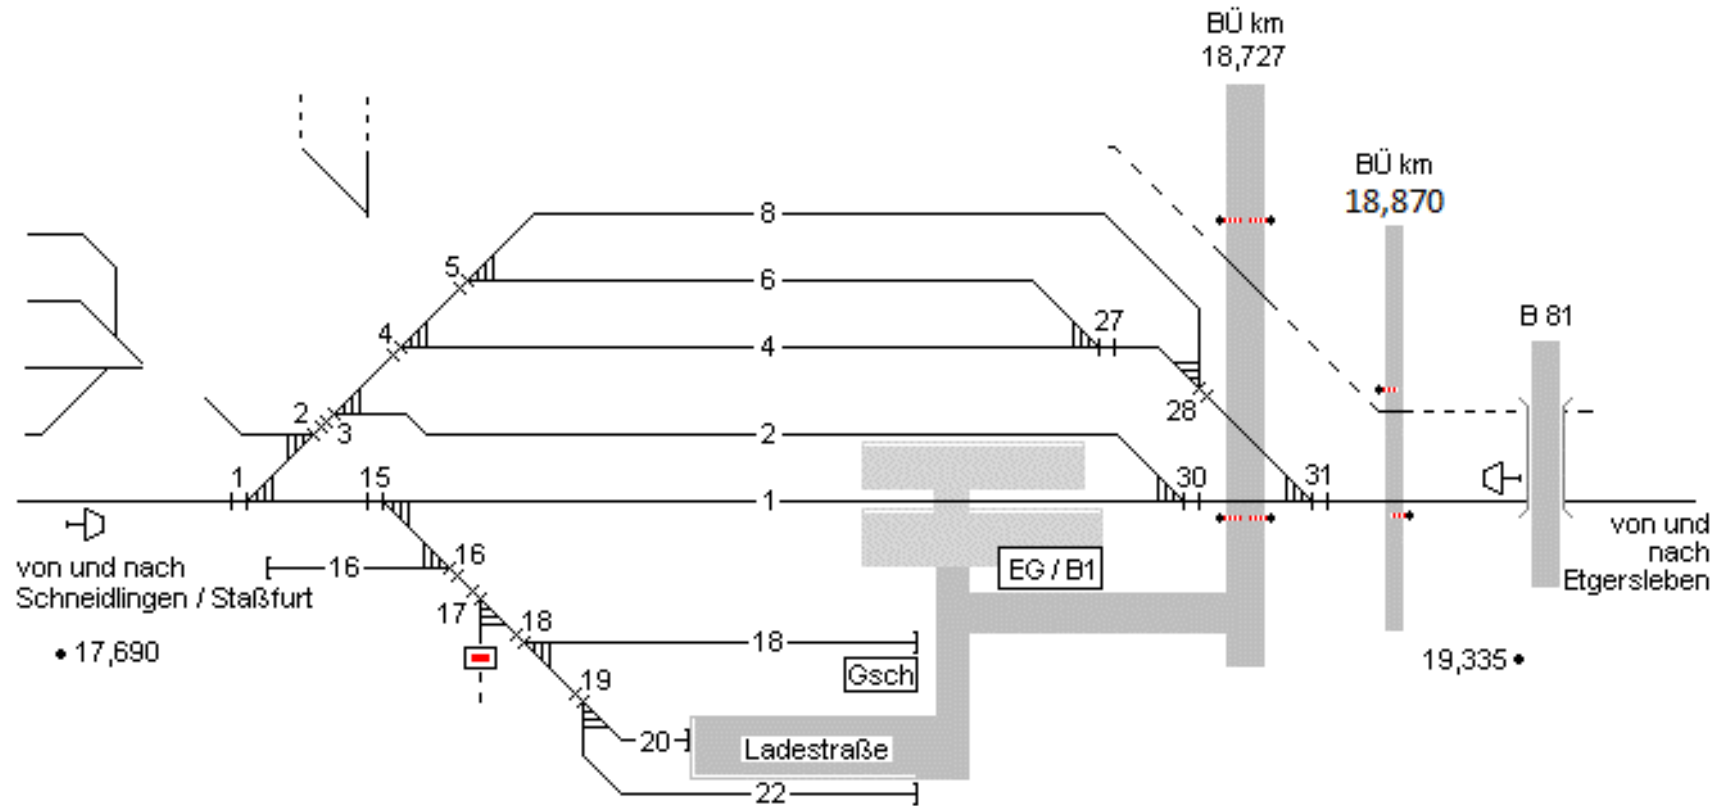 BÜ km
18,727
BÜ km
18,870
8
5
6
B 81
27
4
4
28
2
3
2
1
15
1
30
31
von und nach
Schneidlingen / Staßfurt
16
16
EG / B1
von und
nach
Etgersleben
17
18
18
17,690
19,335
Gsch
19
20
Ladestraße
22